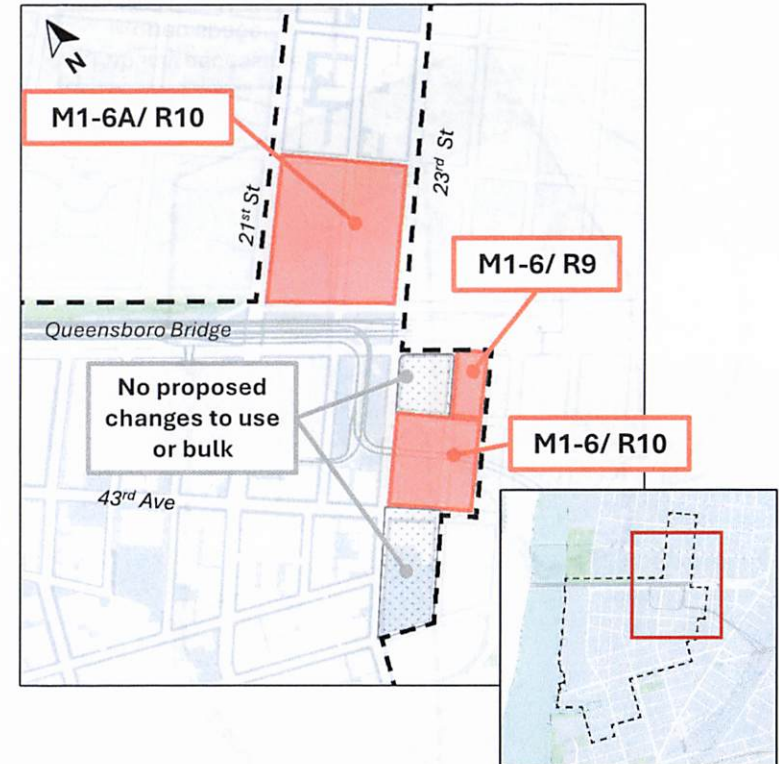 N
M1-6A/ R10
21st St
23rd St
M1-6/ R9
Queensboro Bridge
No proposed
changes to use
or bulk
M1-6/ R10
43rd Ave